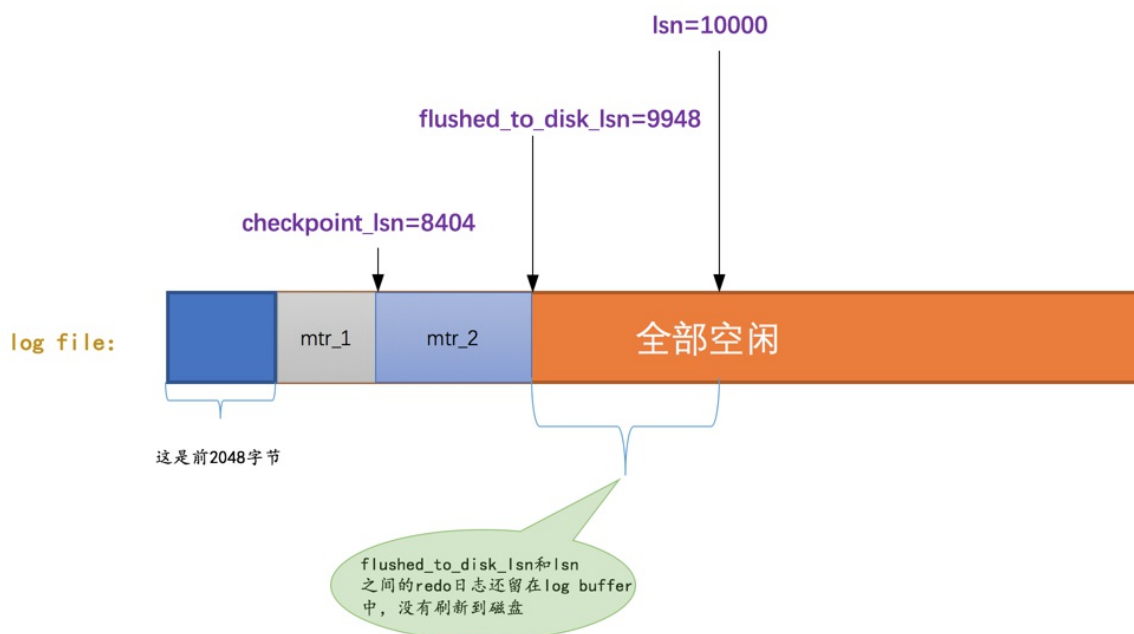 lsn=10000
flushed_to_disk_lsn=9948
checkpoint_lsn=8404
log file:
mtr_1
mtr_2
全部空闲
这是前2048字节
flushed_to_disk_lsn和lsn
之间的redo日志还留在log buffer
中，没有刷新到磁盘